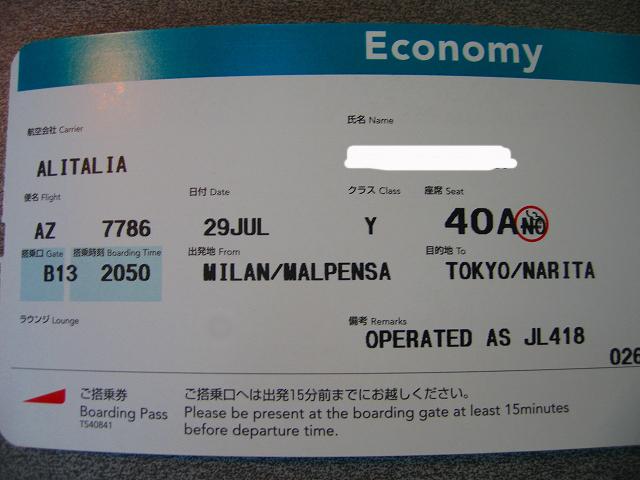 Economy
航空会社 Carrier
氏名 Name
ALITALIA
便名 Flight
日付 Date
クラス Class
座席 Seat
AZ 7786
29JUL
Y
40A NO
搭乗口 Gate
搭乗時刻 Boarding Time
出発地 From
目的地 To
B13 2050
MILAN/MALPENSA
TOKYO/NARITA
ラウンジ Lounge
備考 Remarks
OPERATED AS JL418
026
ご搭乗券
Boarding Pass
TS40841
ご搭乗口へは出発15分前までにお越しください。
Please be present at the boarding gate at least 15minutes
before departure time.